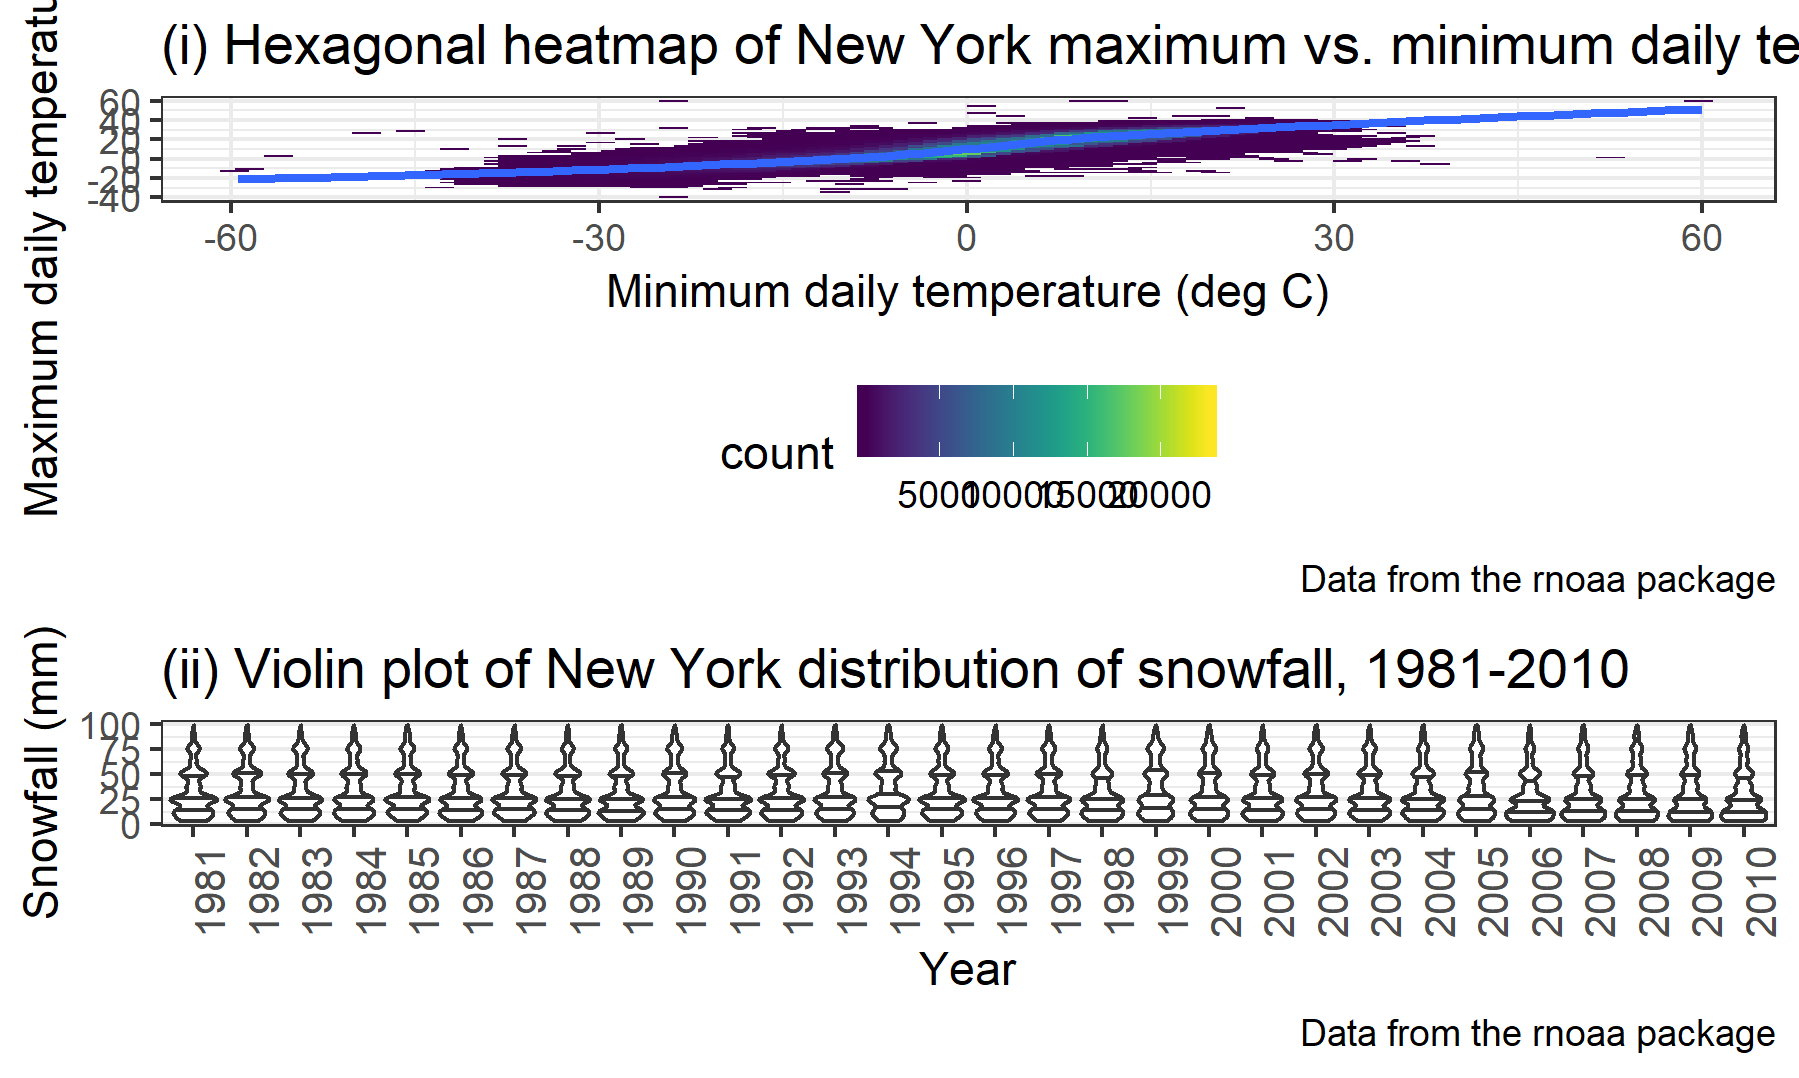 (i) Hexagonal heatmap of New York maximum vs. minimum daily te
Maximum daily temperatu
60
40
20
0
-20
-40
-60 -30 0 30 60
Minimum daily temperature (deg C)
count
5000 10000 15000 20000
Data from the rnoaa package
(ii) Violin plot of New York distribution of snowfall, 1981-2010
Snowfall (mm)
100
75
50
25
0
1981 1982 1983 1984 1985 1986 1987 1988 1989 1990 1991 1992 1993 1994 1995 1996 1997 1998 1999 2000 2001 2002 2003 2004 2005 2006 2007 2008 2009 2010
Year
Data from the rnoaa package